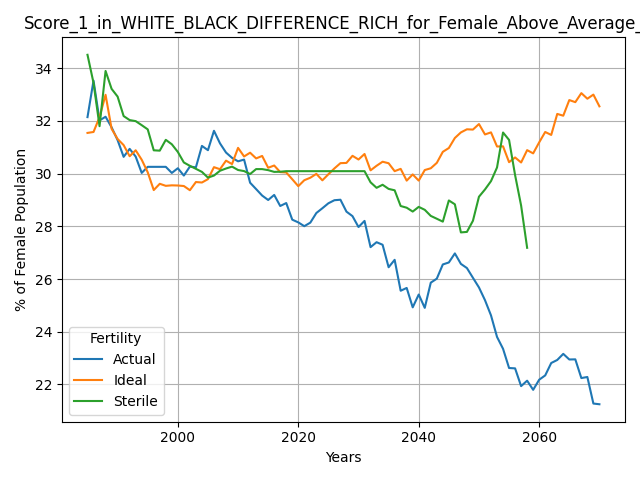 Score_1_in_WHITE_BLACK_DIFFERENCE_RICH_for_Female_Above_Average_
34
32
30
28
26
24
22
% of Female Population
Fertility
Actual
Ideal
Sterile
2000
2020
2040
2060
Years